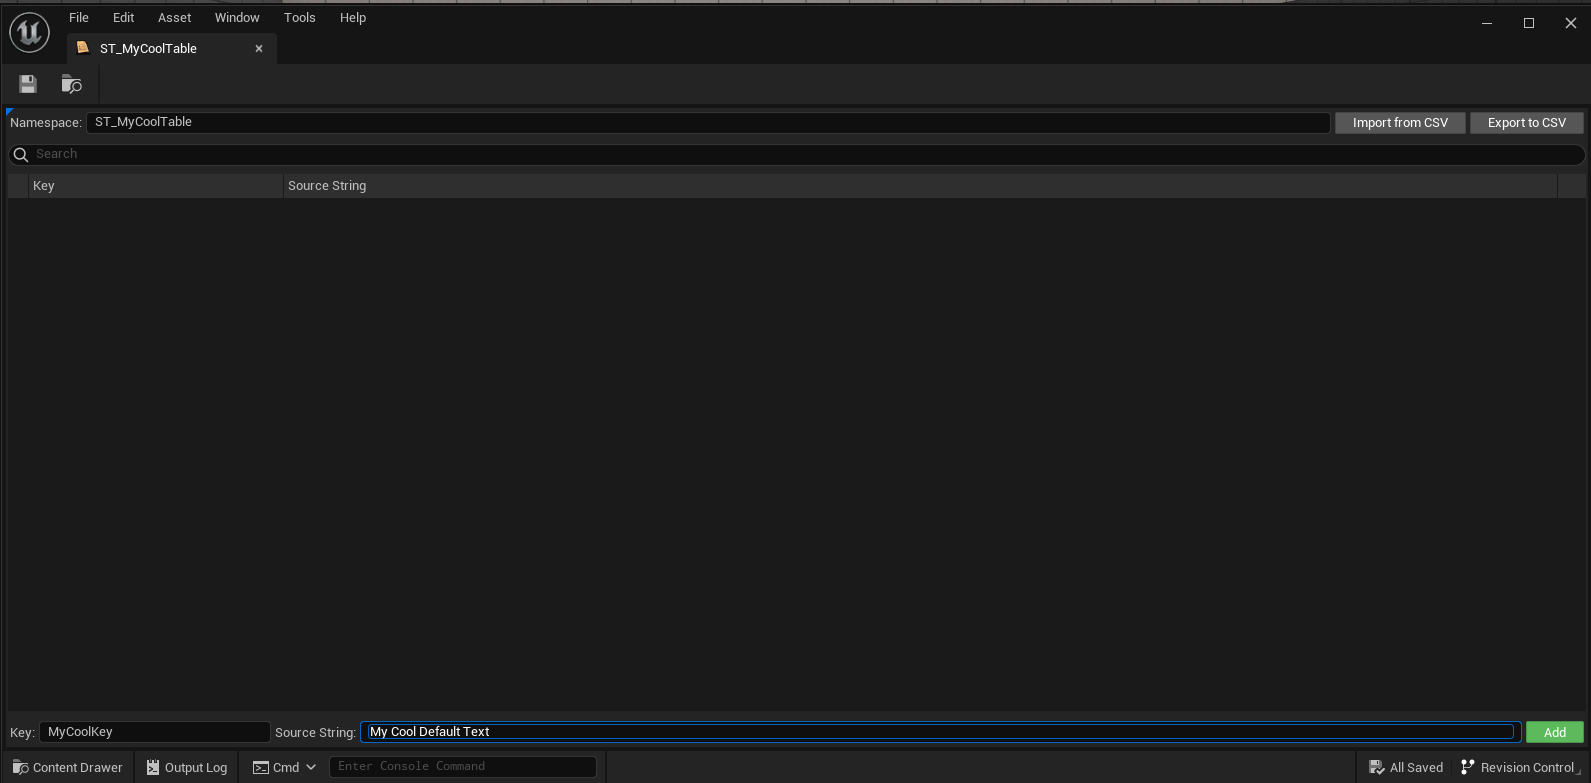 File Edit Asset Window Tools Help
ST_MyCoolTable
Namespace: ST_MyCoolTable Import from CSV Export to CSV
Search
Key Source String
Key: MyCoolKey Source String: My Cool Default Text Add
Content Drawer Output Log Cmd Enter Console Command All Saved Revision Control